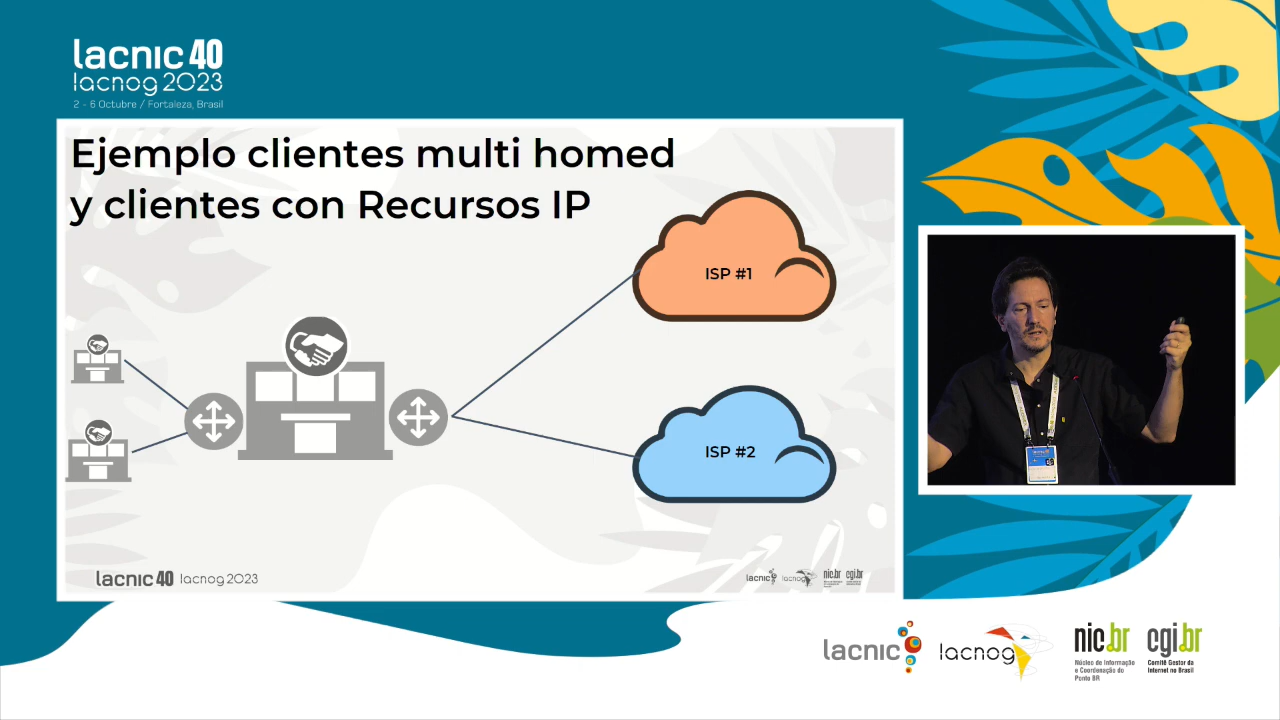 lacnic 40
lacnog 2023
2 - 6 Octubre / Fortaleza, Brasil
Ejemplo clientes multi homed
y clientes con Recursos IP
ISP #1
ISP #2
lacnic 40 lacnog 2023
lacnic lacnog nic.br cgi.br
lacnic lacnog nic.br cgi.br
Núcleo de Informação
e Coordenação do
Ponto BR
Comitê Gestor da
Internet no Brasil